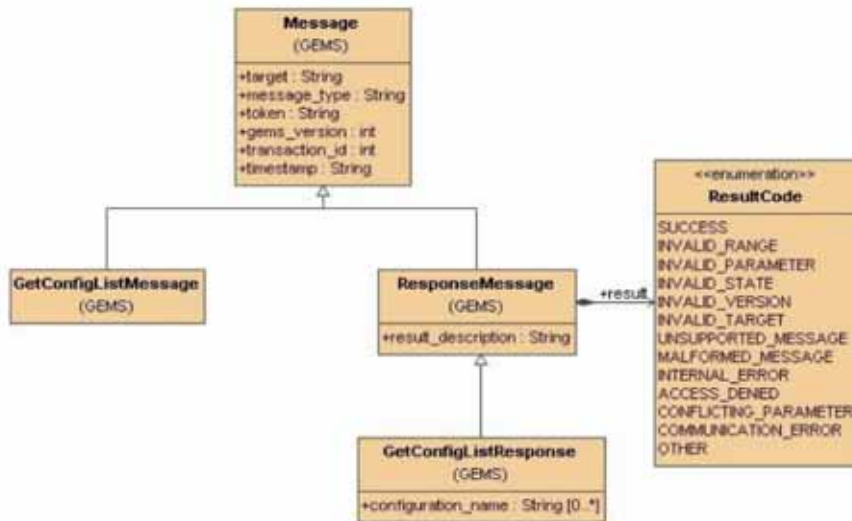 Message
(GEMS)
+target : String
+message_type : String
+token : String
+gems_version : int
+transaction_id : int
+timestamp : String
<<enumeration>>
ResultCode
SUCCESS
INVALID_RANGE
INVALID_PARAMETER
INVALID_STATE
INVALID_VERSION
INVALID_TARGET
UNSUPPORTED_MESSAGE
MALFORMED_MESSAGE
INTERNAL_ERROR
ACCESS_DENIED
CONFLICTING_PARAMETER
COMMUNICATION_ERROR
OTHER
GetConfigListMessage
(GEMS)
ResponseMessage
(GEMS)
+result_description : String
+result
GetConfigListResponse
(GEMS)
+configuration_name : String [0..*]